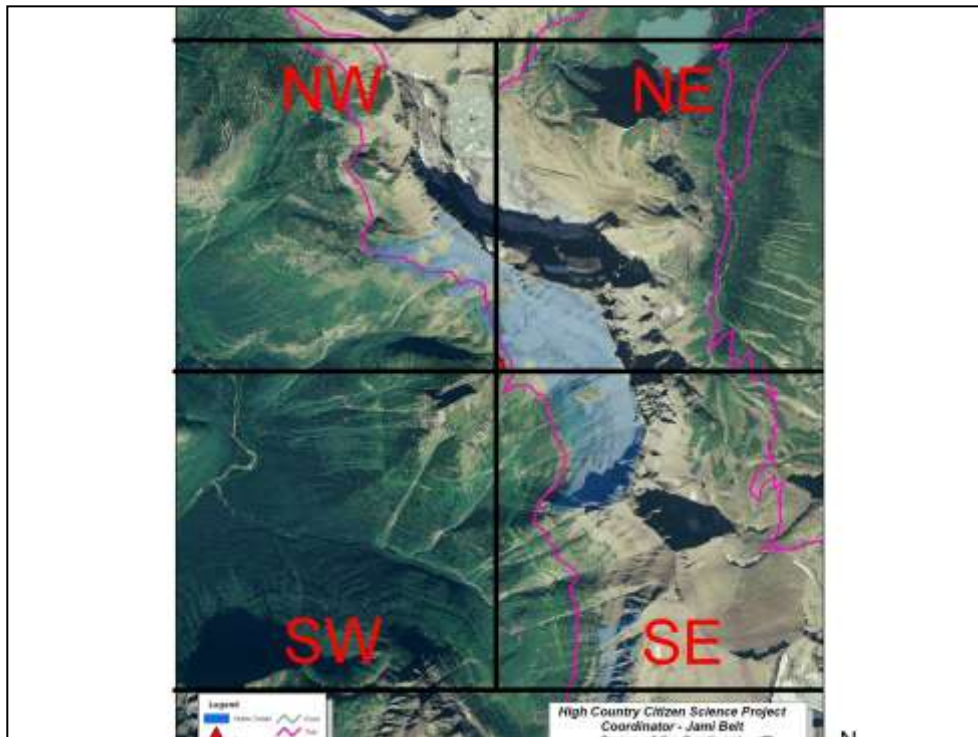 NW NE
SW SE
Legend
High Country Citizen Science Project
Coordinator - Jami Belt
N